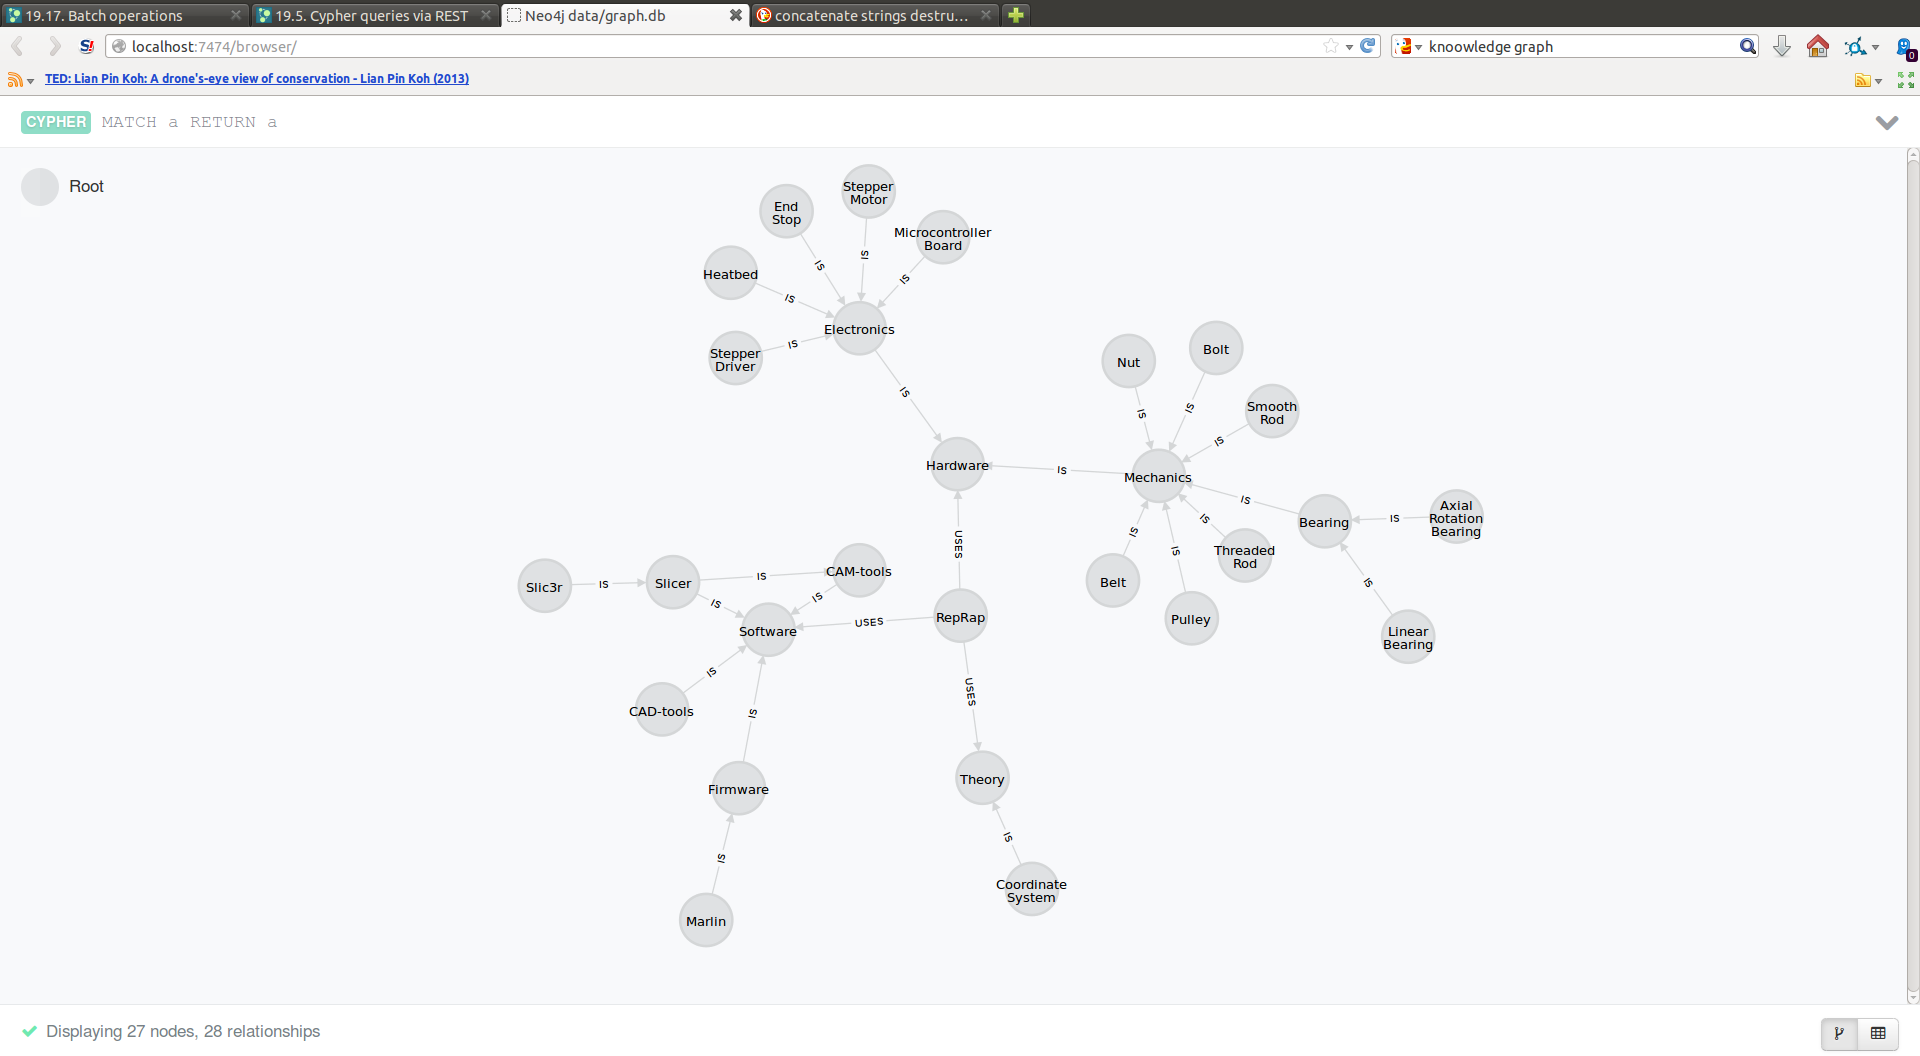 19.17. Batch operations
19.5. Cypher queries via REST
Neo4j data/graph.db
concatenate strings destru...
S!
localhost:7474/browser/
knoowledge graph
0
TED: Lian Pin Koh: A drone's-eye view of conservation - Lian Pin Koh (2013)
CYPHER MATCH a RETURN a
Root
Stepper
Motor
End
Stop
Microcontroller
Board
IS
IS
Heatbed
IS
IS
Electronics
Stepper
Driver
IS
Nut
Bolt
IS
Smooth
Rod
IS
IS
IS
Hardware
IS
Mechanics
IS
Bearing
IS
Axial
Rotation
Bearing
IS
IS
IS
USES
Threaded
Rod
Belt
Pulley
IS
Linear
Bearing
Slic3r
IS
Slicer
IS
CAM-tools
IS
IS
Software
USES
RepRap
IS
CAD-tools
IS
USES
Firmware
Theory
IS
IS
Coordinate
System
Marlin
Displaying 27 nodes, 28 relationships